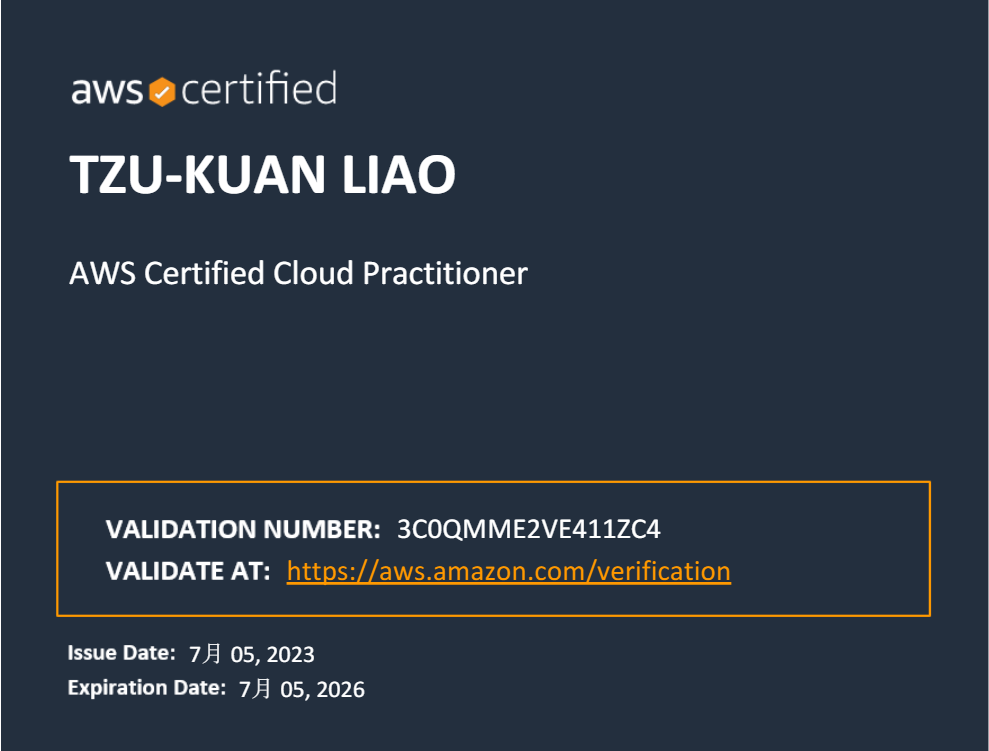 aws certified
TZU-KUAN LIAO
AWS Certified Cloud Practitioner
VALIDATION NUMBER: 3C0QMME2VE411ZC4
VALIDATE AT: https://aws.amazon.com/verification
Issue Date: 7月 05, 2023
Expiration Date: 7月 05, 2026